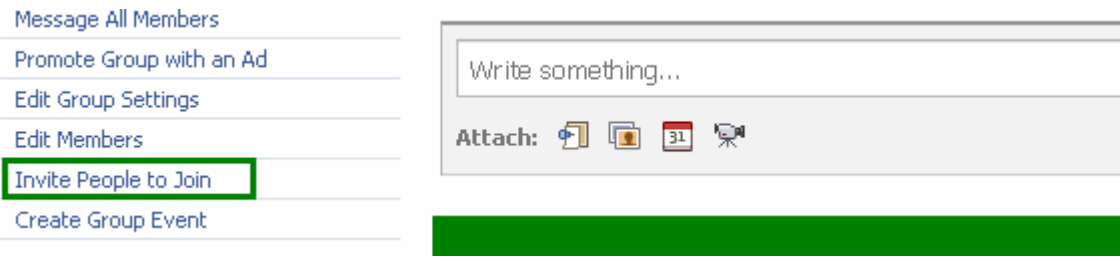 Message All Members
Promote Group with an Ad
Edit Group Settings
Edit Members
Invite People to Join
Create Group Event
Write something...
Attach:
31